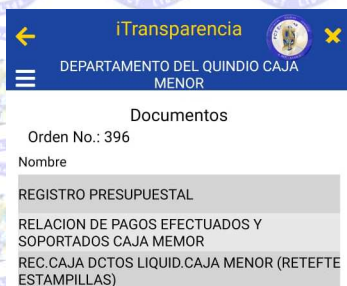 iTransparencia
DEPARTAMENTO DEL QUINDIO CAJA
MENOR
Documentos
Orden No.: 396
Nombre
REGISTRO PRESUPUESTAL
RELACION DE PAGOS EFECTUADOS Y
SOPORTADOS CAJA MEMOR
REC.CAJA DCTOS LIQUID.CAJA MENOR (RETEFTE
ESTAMPILLAS)